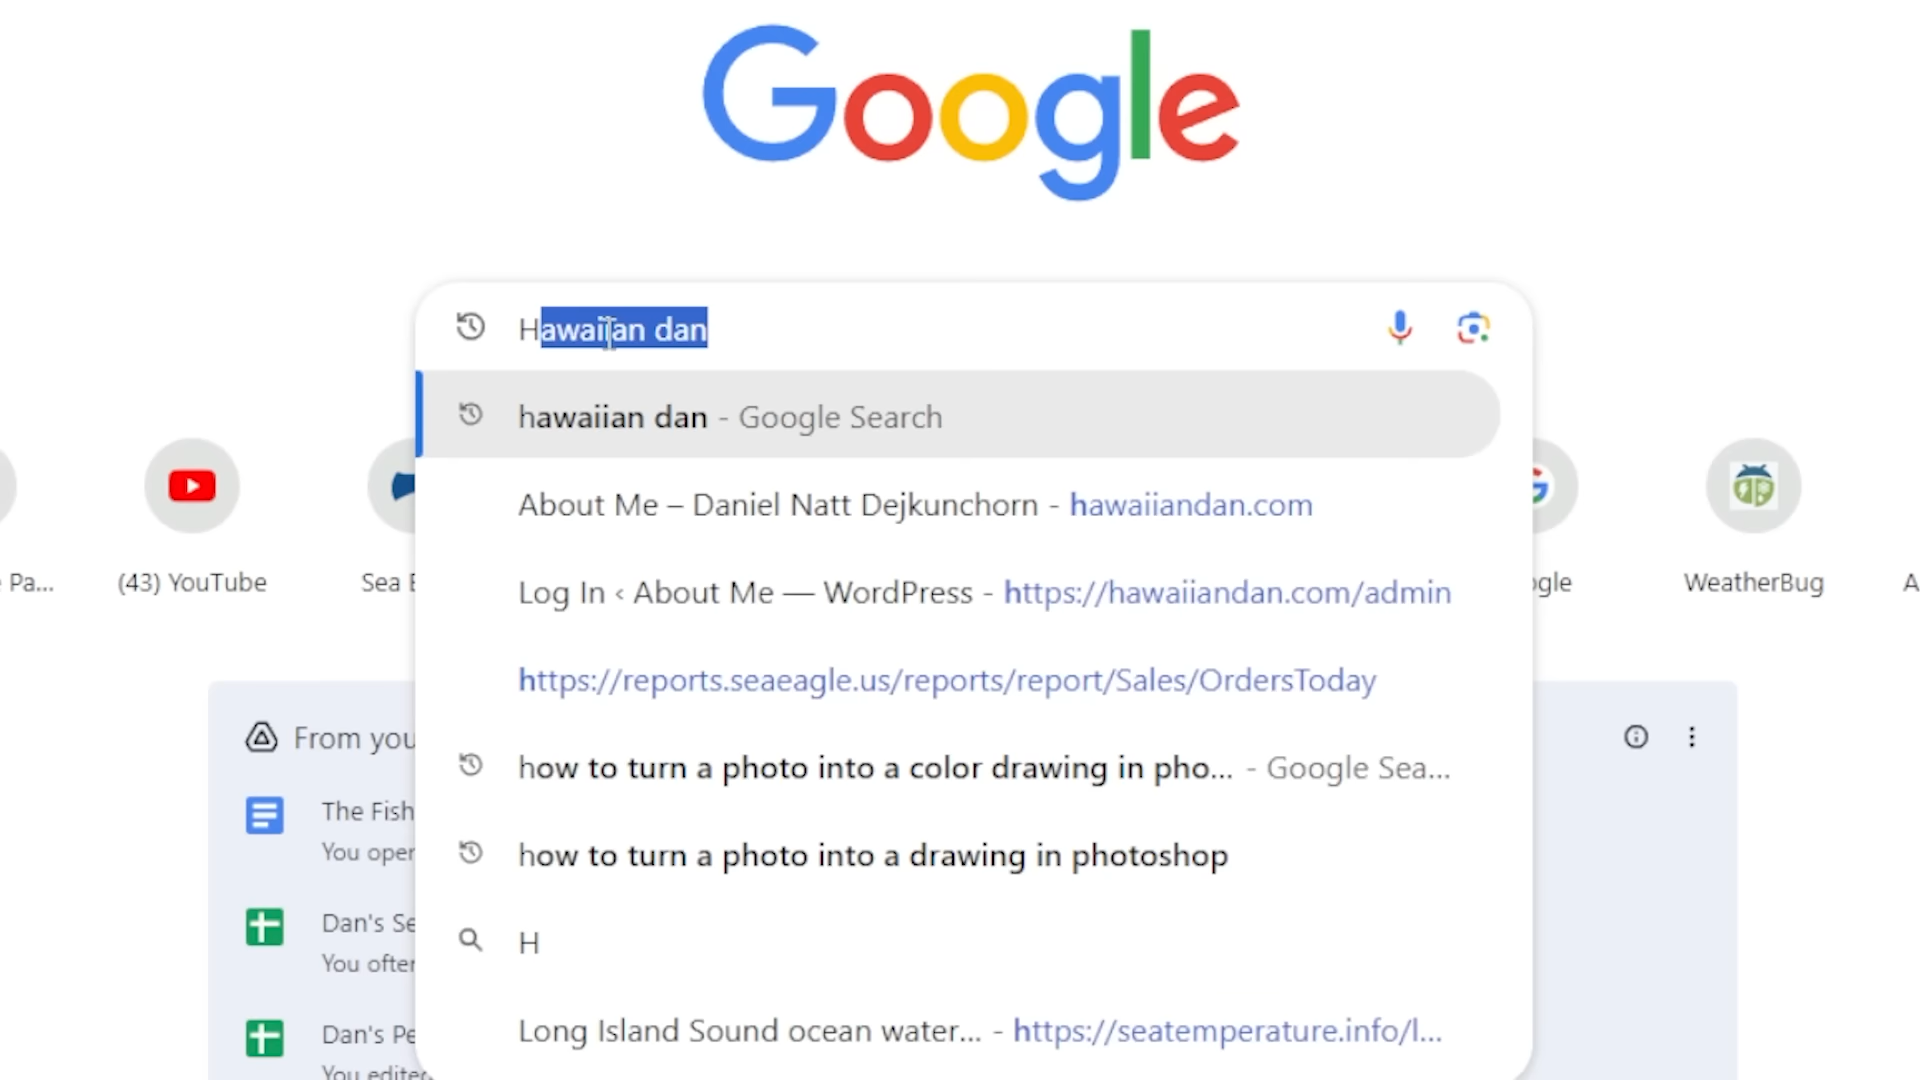 Google
Hawaiian dan
hawaiian dan - Google Search
About Me – Daniel Natt Dejkunchorn - hawaiiandan.com
Log In ‹ About Me — WordPress - https://hawaiiandan.com/admin
https://reports.seaeagle.us/reports/report/Sales/OrdersToday
how to turn a photo into a color drawing in pho... - Google Sea...
how to turn a photo into a drawing in photoshop
H
Long Island Sound ocean water... - https://seatemperature.info/l...
Pa...
(43) YouTube
Sea
WeatherBug
A
From you
The Fish
You oper
Dan's Se
You ofter
Dan's Pe
You edited